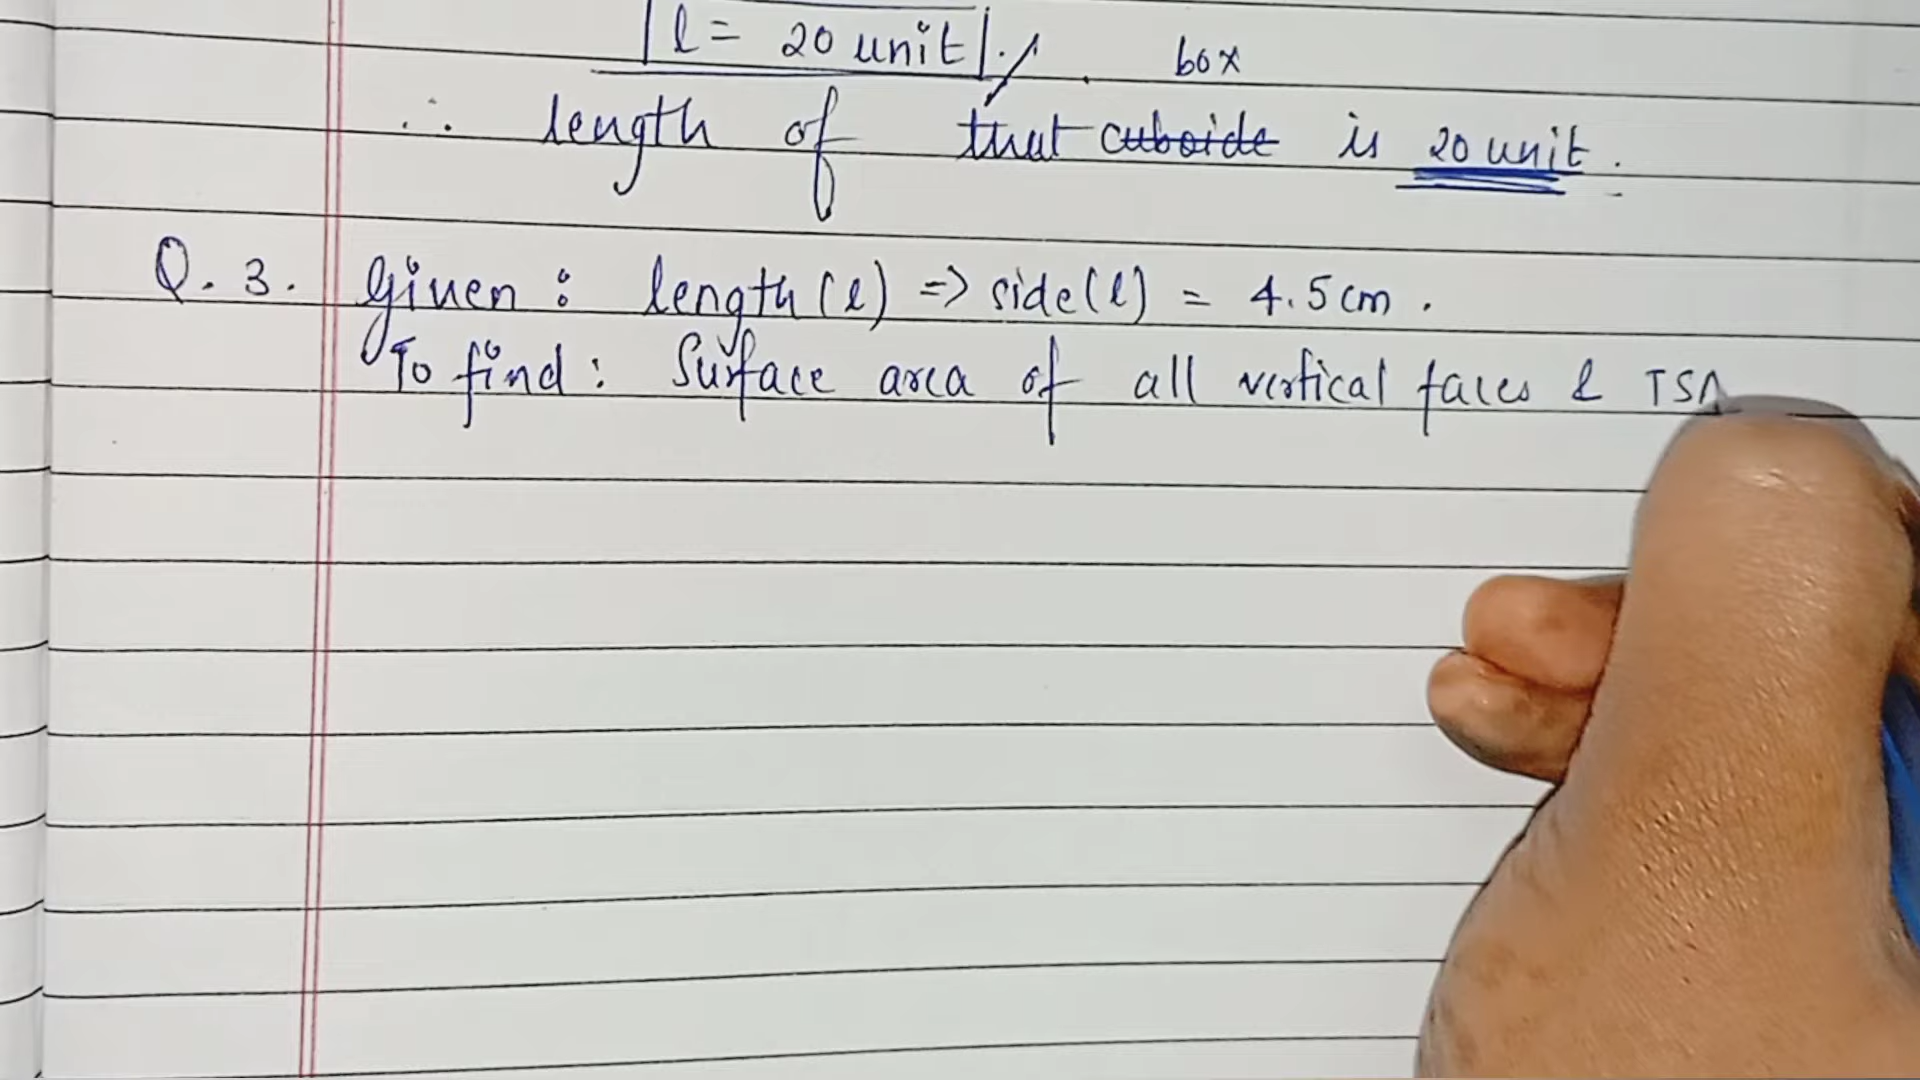 l = 20 unit
box
∴ length of that cuboide is 20 unit.
Q. 3. Given : length (l) => side (l) = 4.5 cm .
To find : Surface area of all vertical faces & TSA